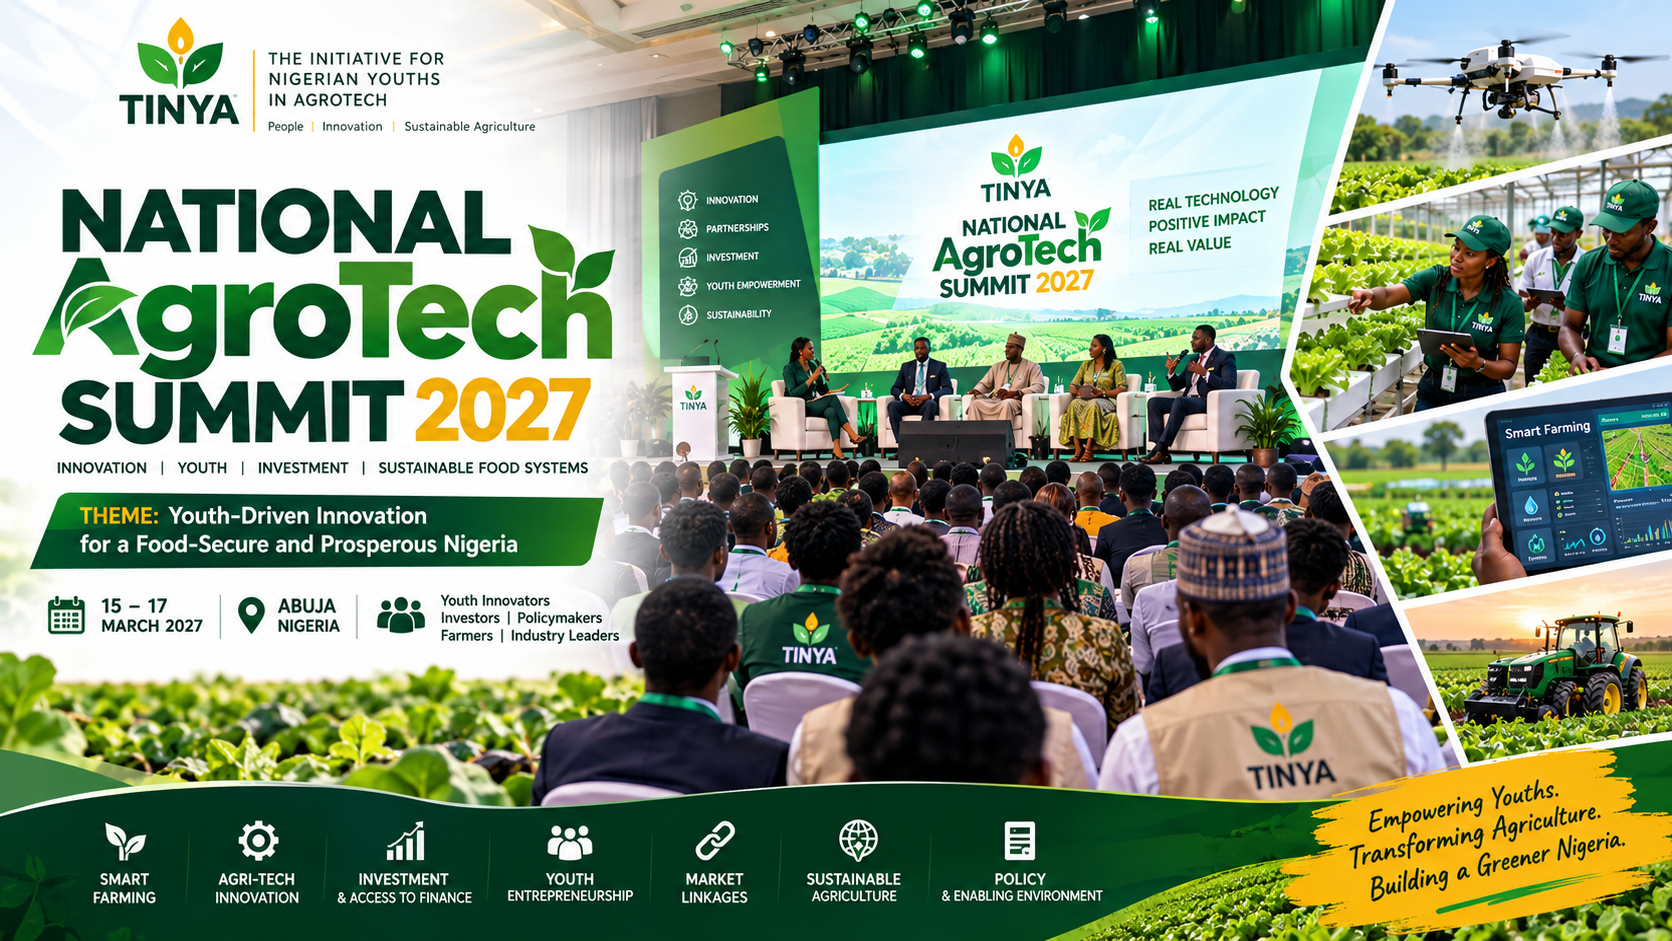 TINYA
THE INITIATIVE FOR
NIGERIAN YOUTHS
IN AGROTECH
People | Innovation | Sustainable Agriculture
NATIONAL
AgroTech
SUMMIT 2027
INNOVATION | YOUTH | INVESTMENT | SUSTAINABLE FOOD SYSTEMS
THEME: Youth-Driven Innovation
for a Food-Secure and Prosperous Nigeria
15 – 17
MARCH 2027
ABUJA
NIGERIA
Youth Innovators
Investors | Policymakers
Farmers | Industry Leaders
INNOVATION
PARTNERSHIPS
INVESTMENT
YOUTH EMPOWERMENT
SUSTAINABILITY
TINYA
NATIONAL
AgroTech
SUMMIT 2027
REAL TECHNOLOGY
POSITIVE IMPACT
REAL VALUE
TINYA
TINYA
TINYA
TINYA
TINYA
Smart Farming
SMART
FARMING
AGRI-TECH
INNOVATION
INVESTMENT
& ACCESS TO FINANCE
YOUTH
ENTREPRENEURSHIP
MARKET
LINKAGES
SUSTAINABLE
AGRICULTURE
POLICY
& ENABLING ENVIRONMENT
Empowering Youths.
Transforming Agriculture.
Building a Greener Nigeria.